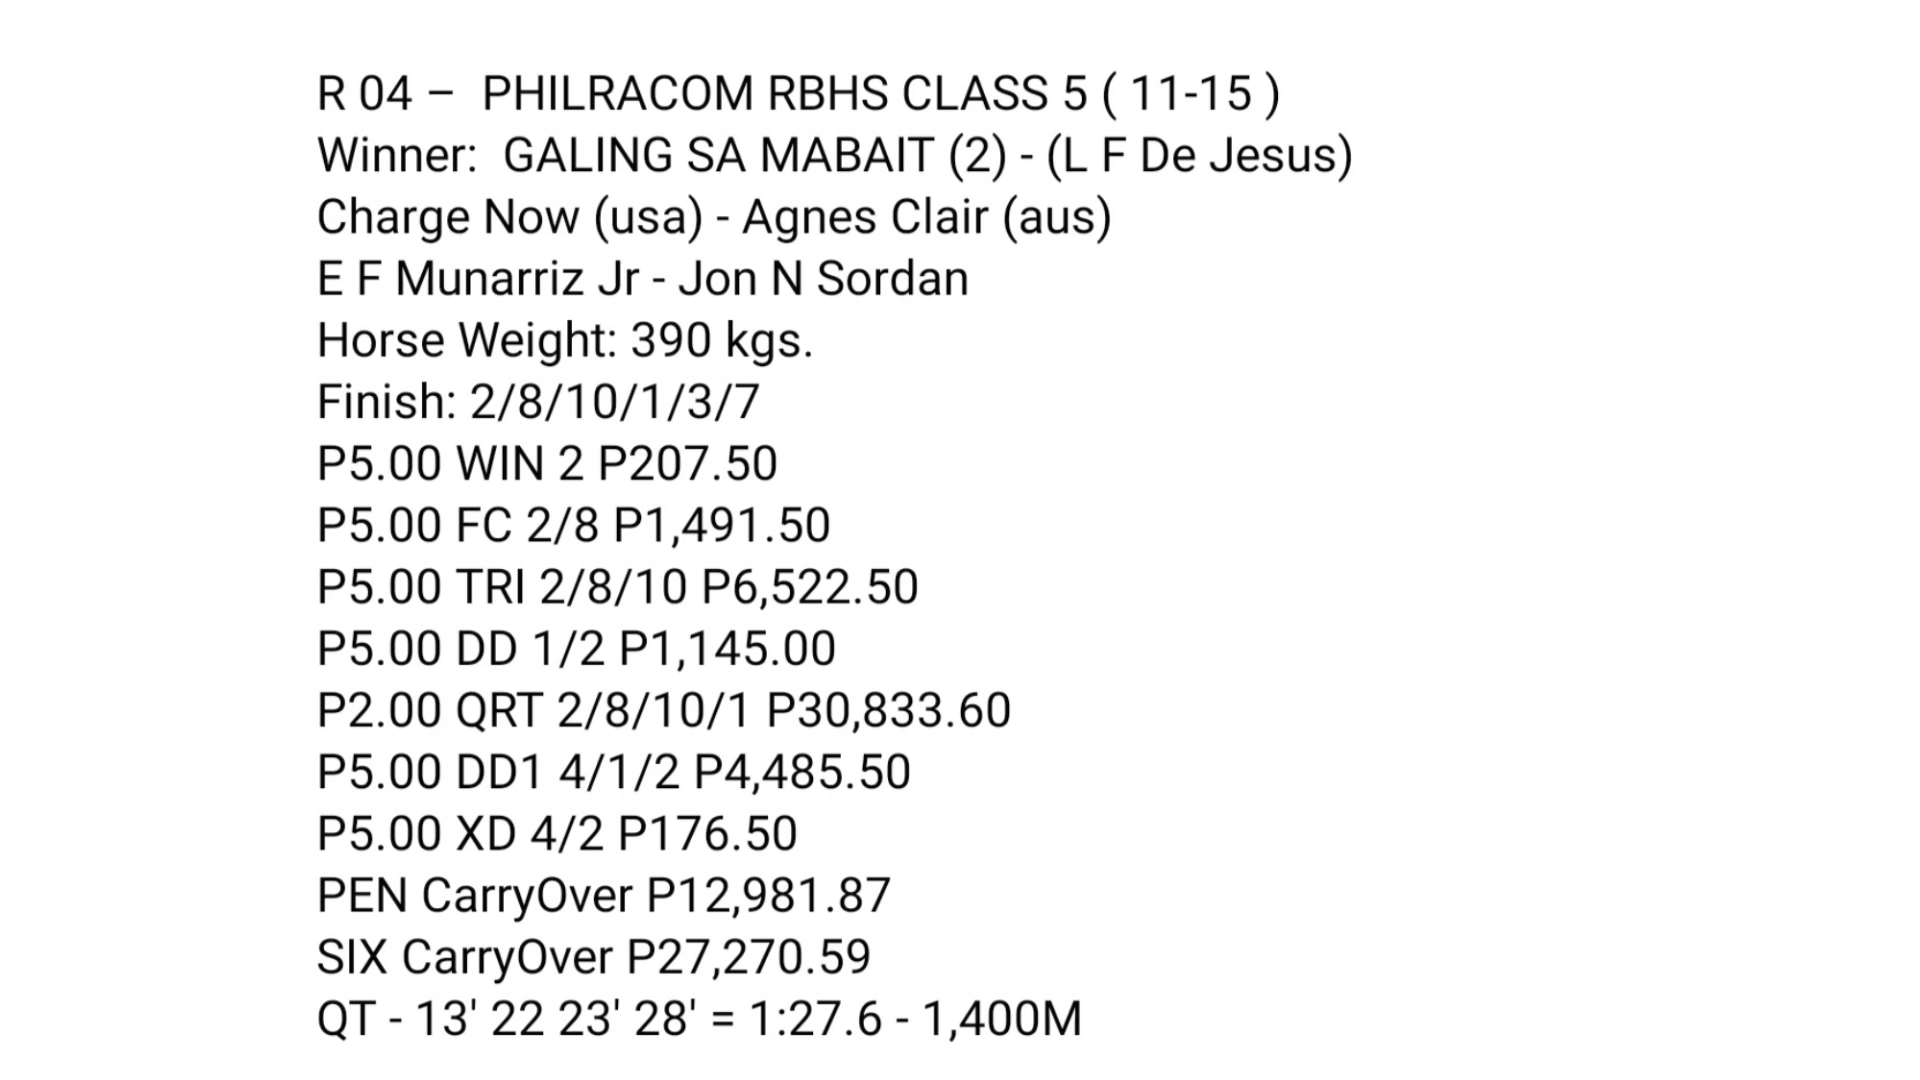 R 04 –  PHILRACOM RBHS CLASS 5 ( 11-15 )
Winner:  GALING SA MABAIT (2) - (L F De Jesus)
Charge Now (usa) - Agnes Clair (aus)
E F Munarriz Jr - Jon N Sordan
Horse Weight: 390 kgs.
Finish: 2/8/10/1/3/7
P5.00 WIN 2 P207.50
P5.00 FC 2/8 P1,491.50
P5.00 TRI 2/8/10 P6,522.50
P5.00 DD 1/2 P1,145.00
P2.00 QRT 2/8/10/1 P30,833.60
P5.00 DD1 4/1/2 P4,485.50
P5.00 XD 4/2 P176.50
PEN CarryOver P12,981.87
SIX CarryOver P27,270.59
QT - 13' 22 23' 28' = 1:27.6 - 1,400M